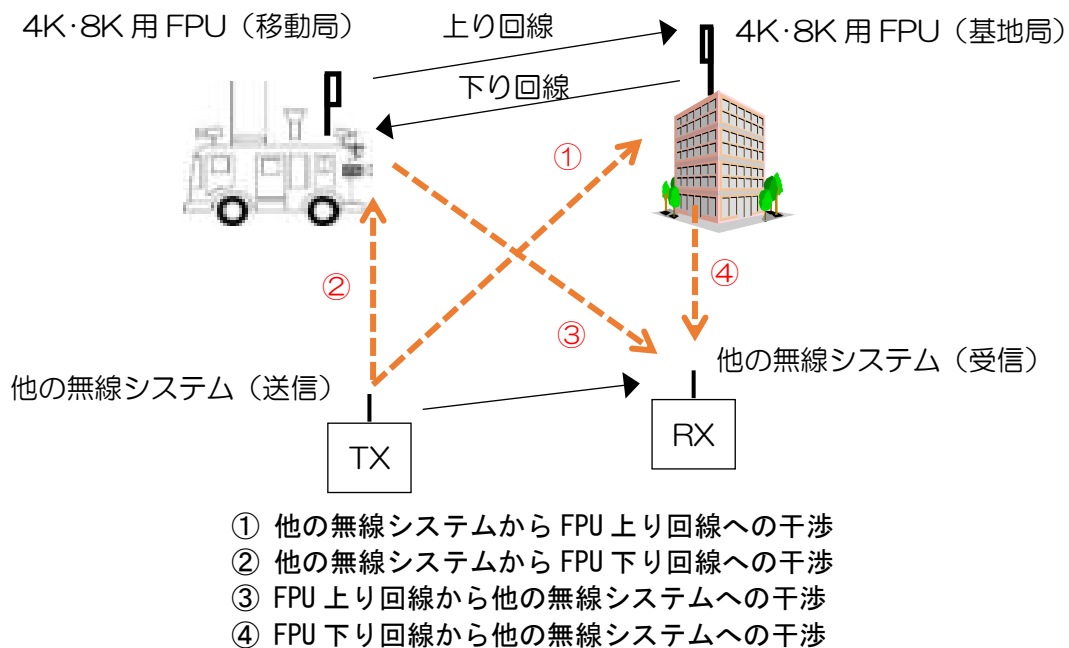 4K·8K 用 FPU（移動局）
上り回線
4K·8K 用 FPU（基地局）
下り回線
①
②
④
③
他の無線システム（送信）
他の無線システム（受信）
TX
RX
① 他の無線システムから FPU 上り回線への干渉
② 他の無線システムから FPU 下り回線への干渉
③ FPU 上り回線から他の無線システムへの干渉
④ FPU 下り回線から他の無線システムへの干渉